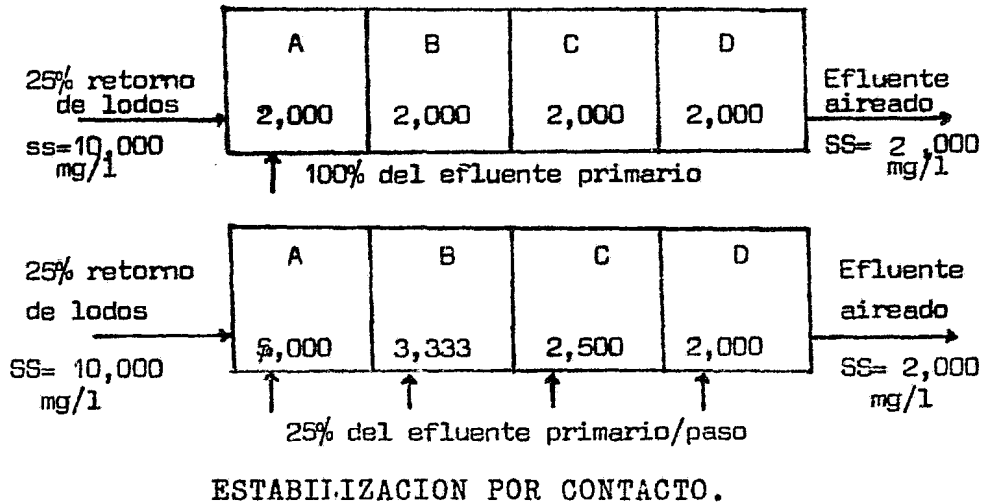 A B C D
25% retorno
de lodos
2,000 2,000 2,000 2,000
Efluente
aireado
ss=10,000
mg/l
SS= 2 ,000
mg/l
100% del efluente primario
A B C D
25% retorno
de lodos
5,000 3,333 2,500 2,000
Efluente
aireado
SS= 10,000
mg/l
SS= 2,000
mg/l
25% del efluente primario/paso
ESTABILIZACION POR CONTACTO.